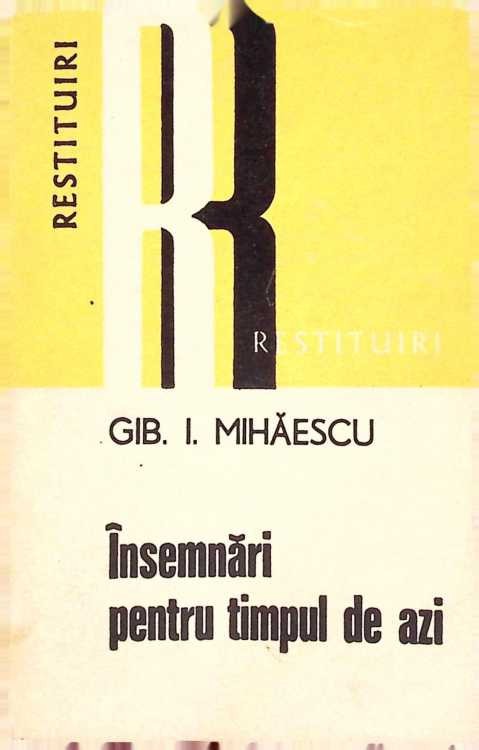 RESTITUIRI
R
RESTITUIRI
GIB. I. MIHĂESCU
Însemnări
pentru timpul de azi